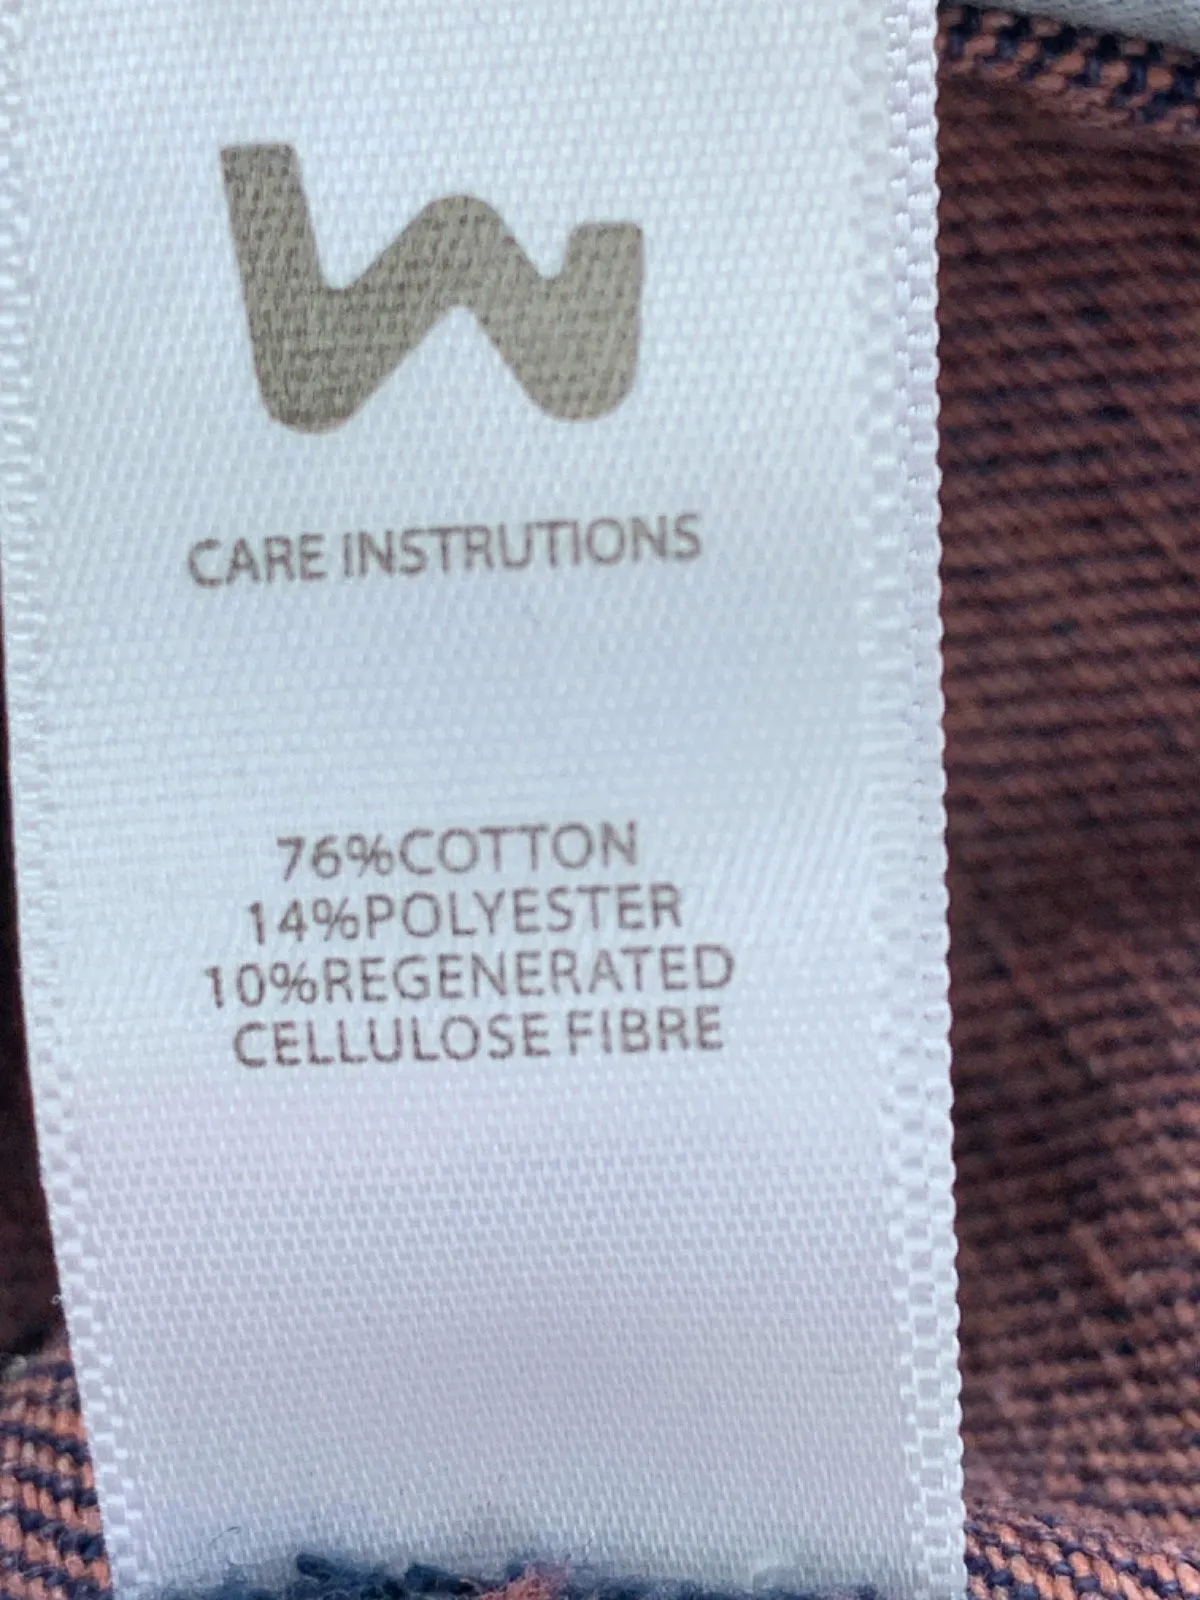 CARE INSTRUTIONS
76%COTTON
14%POLYESTER
10%REGENERATED
CELLULOSE FIBRE